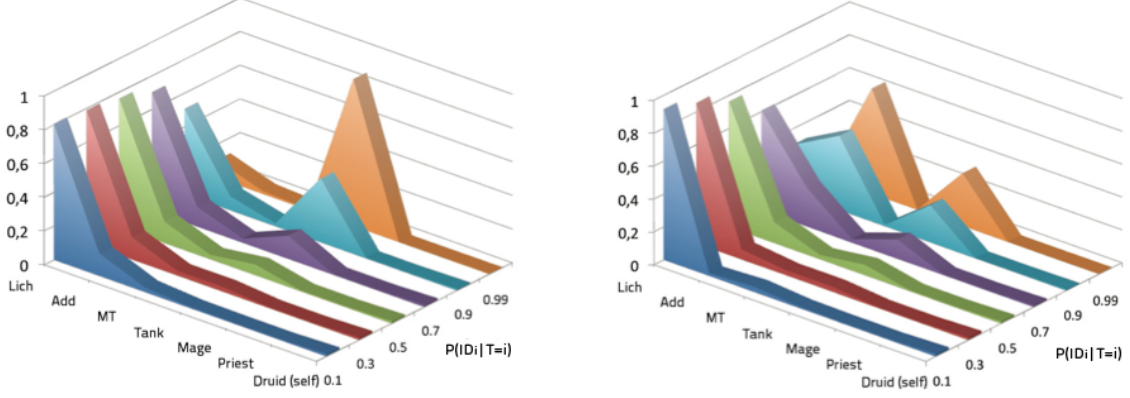 1
0,8
0,6
0,4
0,2
0
Lich
Add
MT
Tank
Mage
Priest
Druid (self)
0.1
0.3
0.5
0.7
0.9
0.99
P(IDi|T=i)
1
0,8
0,6
0,4
0,2
0
Lich
Add
MT
Tank
Mage
Priest
Druid (self)
0.1
0.3
0.5
0.7
0.9
0.99
P(IDi|T=i)